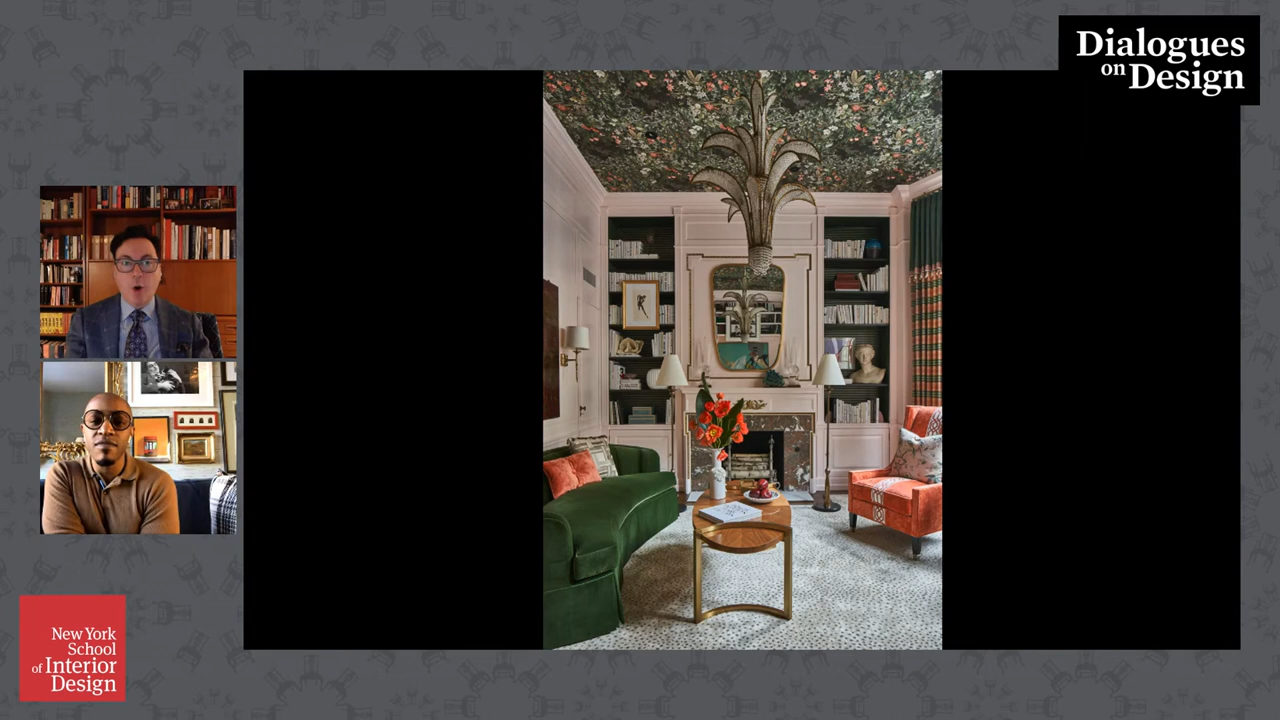 Dialogues
on Design
New York
School
of Interior
Design